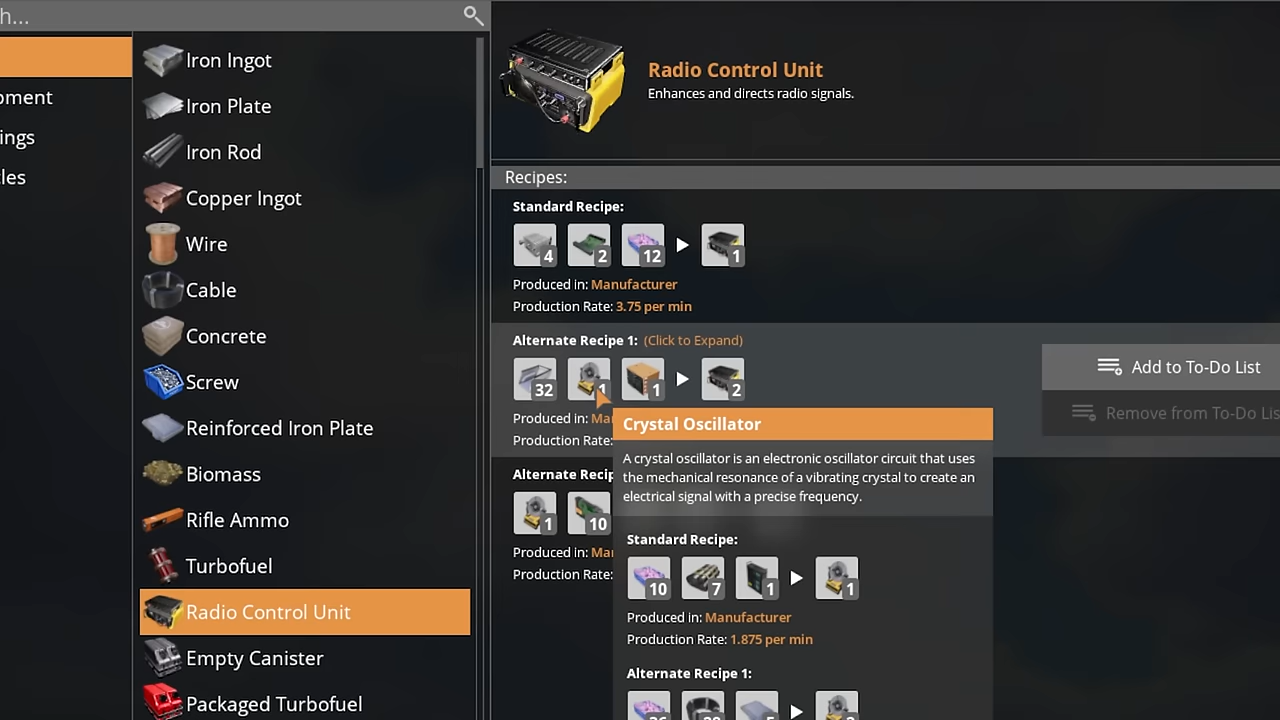 h...
pment
ings
cles
Iron Ingot
Iron Plate
Iron Rod
Copper Ingot
Wire
Cable
Concrete
Screw
Reinforced Iron Plate
Biomass
Rifle Ammo
Turbofuel
Radio Control Unit
Empty Canister
Packaged Turbofuel
Radio Control Unit
Enhances and directs radio signals.
Recipes:
Standard Recipe:
4 2 12 1
Produced in: Manufacturer
Production Rate: 3.75 per min
Alternate Recipe 1: (Click to Expand)
32 1 1 2
Produced in: Ma
Production Rate:
Add to To-Do List
Remove from To-Do Lis
Alternate Recip
1 10
Produced in: Ma
Production Rate:
Crystal Oscillator
A crystal oscillator is an electronic oscillator circuit that uses
the mechanical resonance of a vibrating crystal to create an
electrical signal with a precise frequency.
Standard Recipe:
10 7 1 1
Produced in: Manufacturer
Production Rate: 1.875 per min
Alternate Recipe 1: